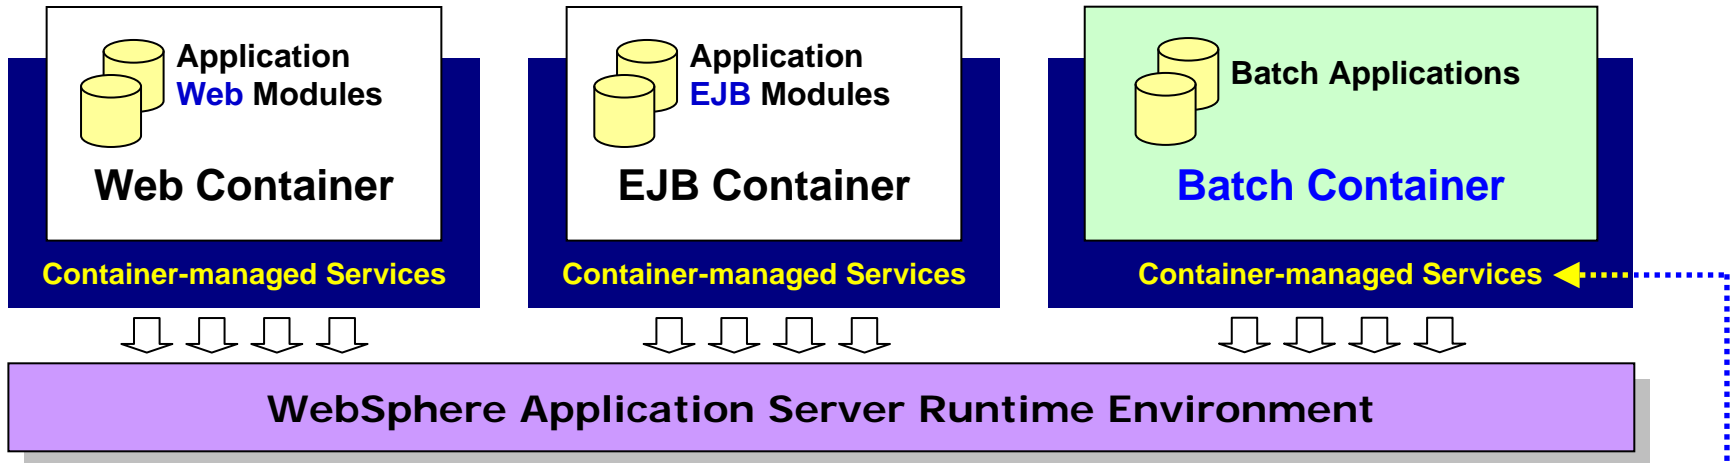 Application
Web Modules
Web Container
Container-managed Services
Application
EJB Modules
EJB Container
Container-managed Services
Batch Applications
Batch Container
Container-managed Services
WebSphere Application Server Runtime Environment